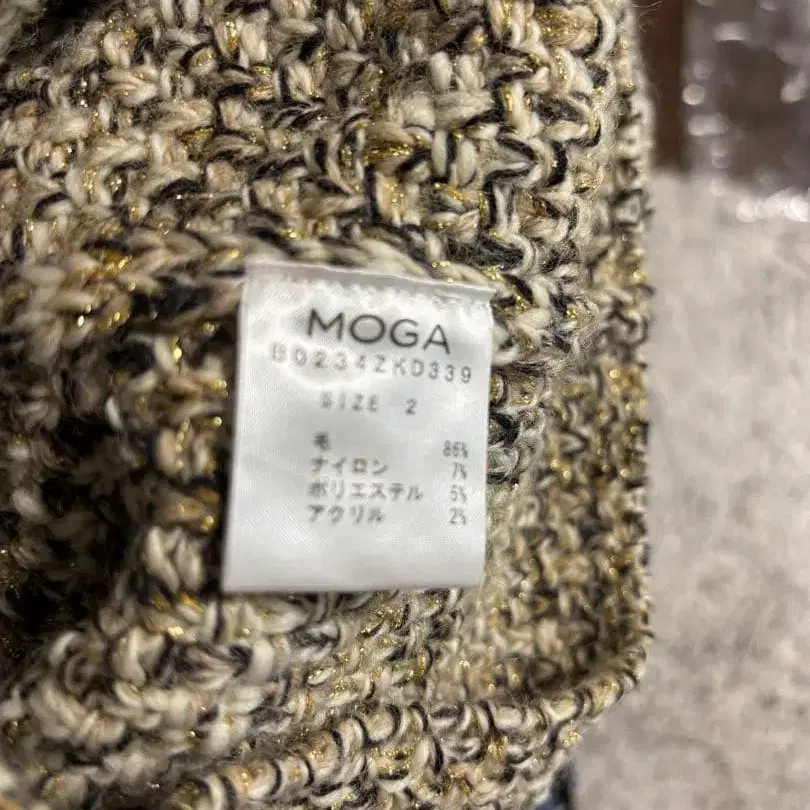 MOGA
B0234ZKD339
SIZE 2
毛 86%
ナイロン 7%
ポリエステル 5%
アクリル 2%